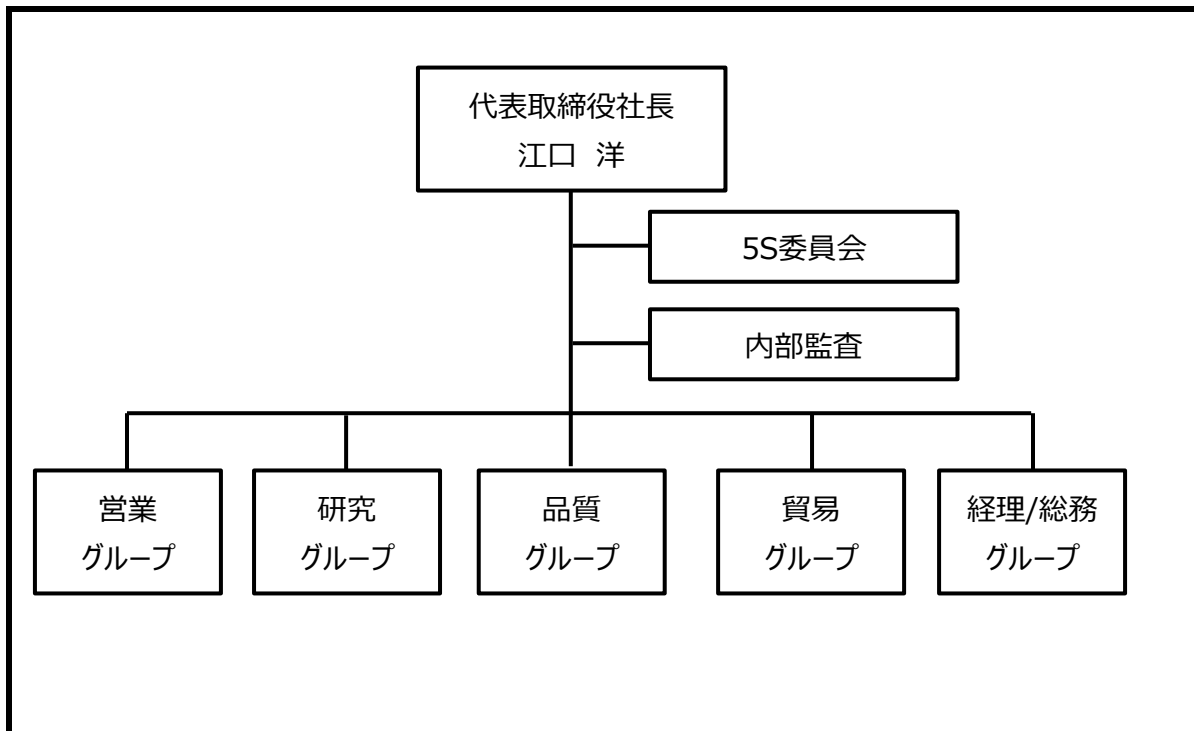 代表取締役社長
江口 洋
5S委員会
内部監査
営業
グループ
研究
グループ
品質
グループ
貿易
グループ
経理/総務
グループ